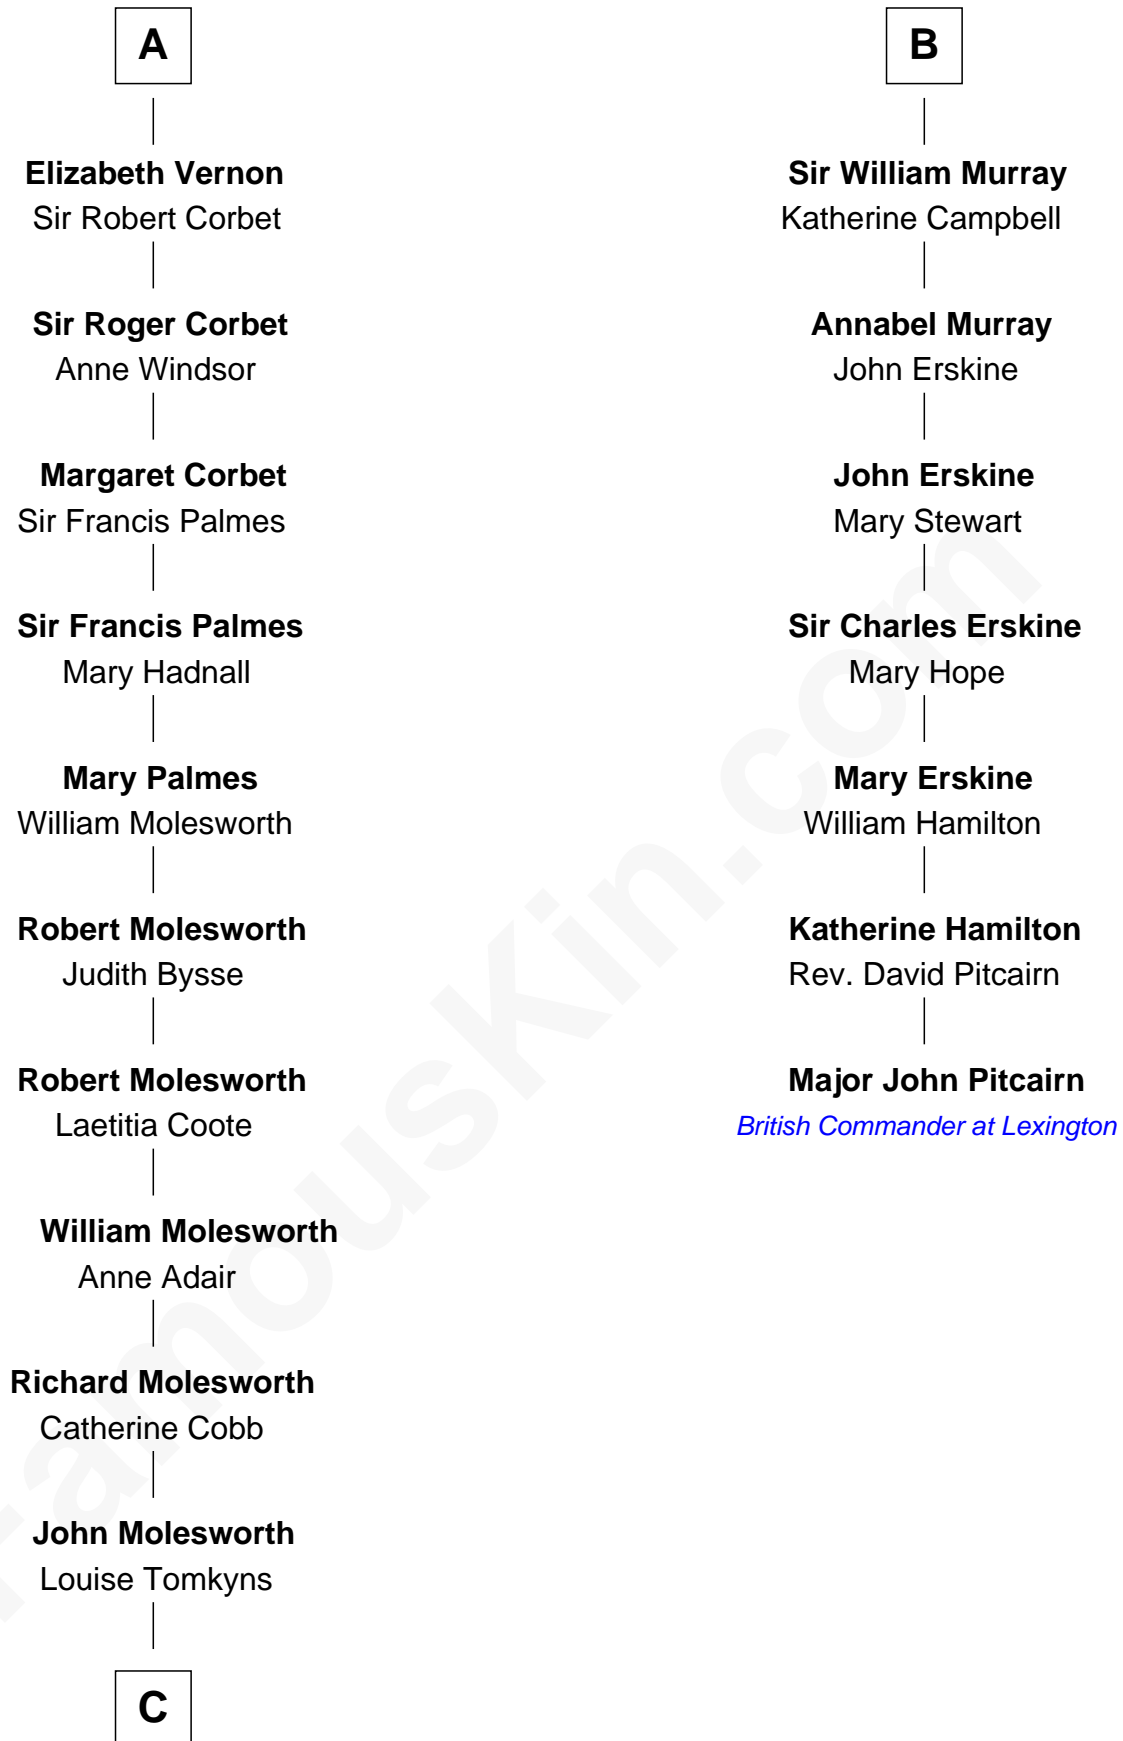 A
Elizabeth Vernon
Sir Robert Corbet
Sir Roger Corbet
Anne Windsor
Margaret Corbet
Sir Francis Palmes
Sir Francis Palmes
Mary Hadnall
Mary Palmes
William Molesworth
Robert Molesworth
Judith Bysse
Robert Molesworth
Laetitia Coote
William Molesworth
Anne Adair
Richard Molesworth
Catherine Cobb
John Molesworth
Louise Tomkyns
C
B
Sir William Murray
Katherine Campbell
Annabel Murray
John Erskine
John Erskine
Mary Stewart
Sir Charles Erskine
Mary Hope
Mary Erskine
William Hamilton
Katherine Hamilton
Rev. David Pitcairn
Major John Pitcairn
British Commander at Lexington
FamousKin.com